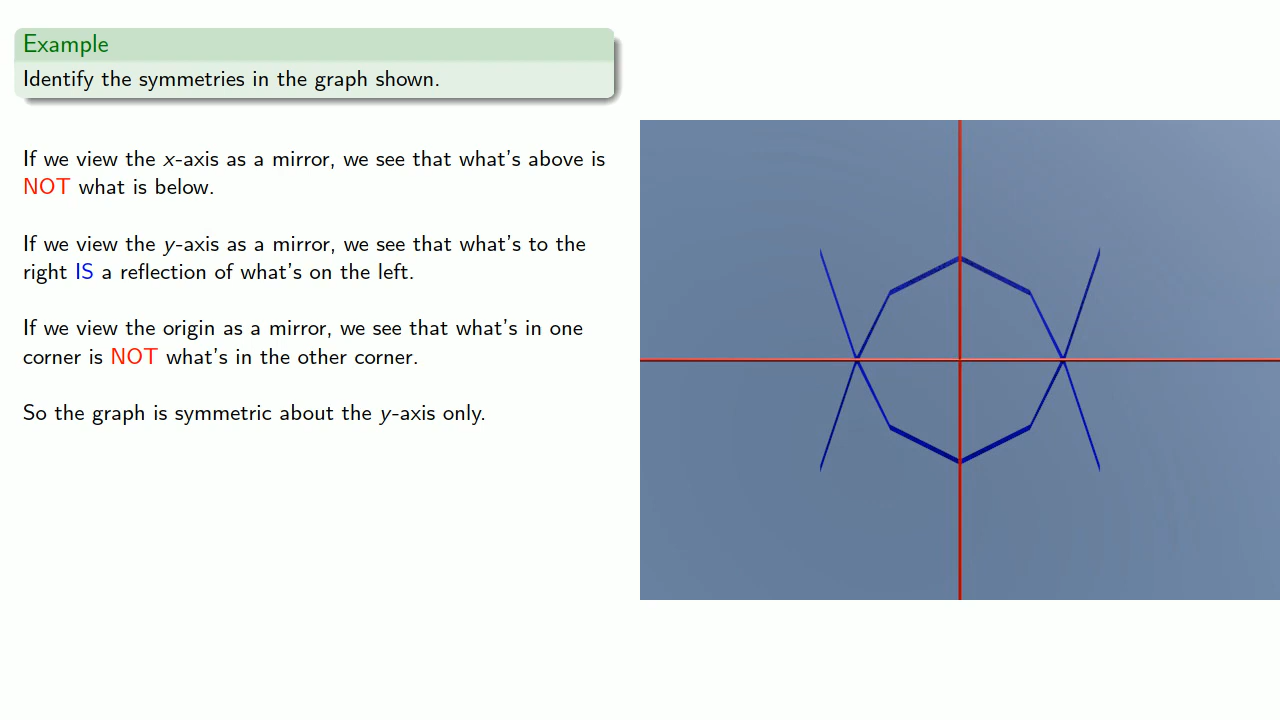 Example
Identify the symmetries in the graph shown.
If we view the x-axis as a mirror, we see that what's above is
NOT what is below.
If we view the y-axis as a mirror, we see that what's to the
right IS a reflection of what's on the left.
If we view the origin as a mirror, we see that what's in one
corner is NOT what's in the other corner.
So the graph is symmetric about the y-axis only.